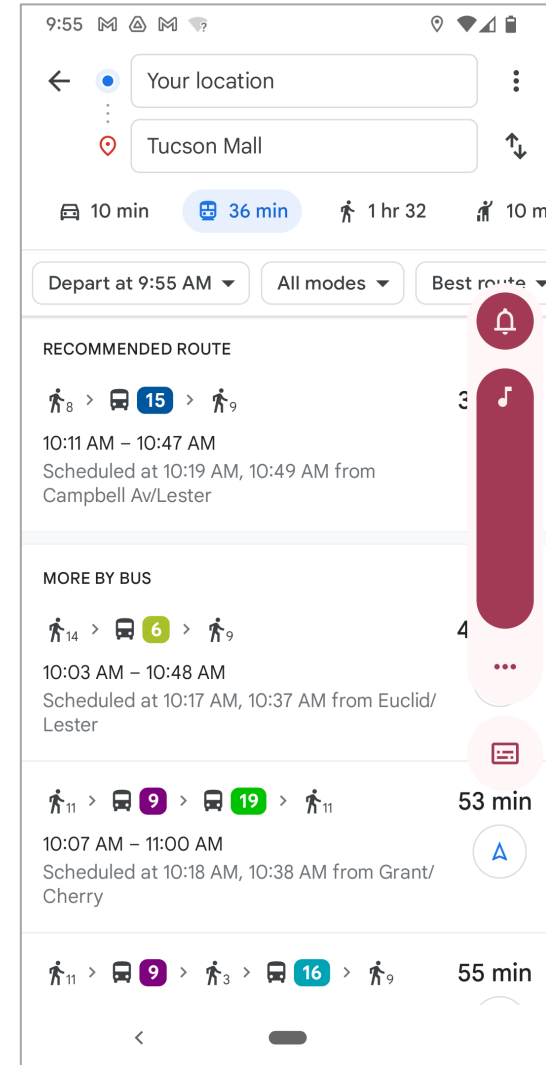 9:55
Your location
Tucson Mall
10 min 36 min 1 hr 32 10 m
Depart at 9:55 AM All modes Best route
RECOMMENDED ROUTE
8 > 15 > 9 3
10:11 AM – 10:47 AM
Scheduled at 10:19 AM, 10:49 AM from
Campbell Av/Lester
MORE BY BUS
14 > 6 > 9 4
10:03 AM – 10:48 AM
Scheduled at 10:17 AM, 10:37 AM from Euclid/
Lester
11 > 9 > 19 > 11 53 min
10:07 AM – 11:00 AM
Scheduled at 10:18 AM, 10:38 AM from Grant/
Cherry
11 > 9 > 3 > 16 > 9 55 min